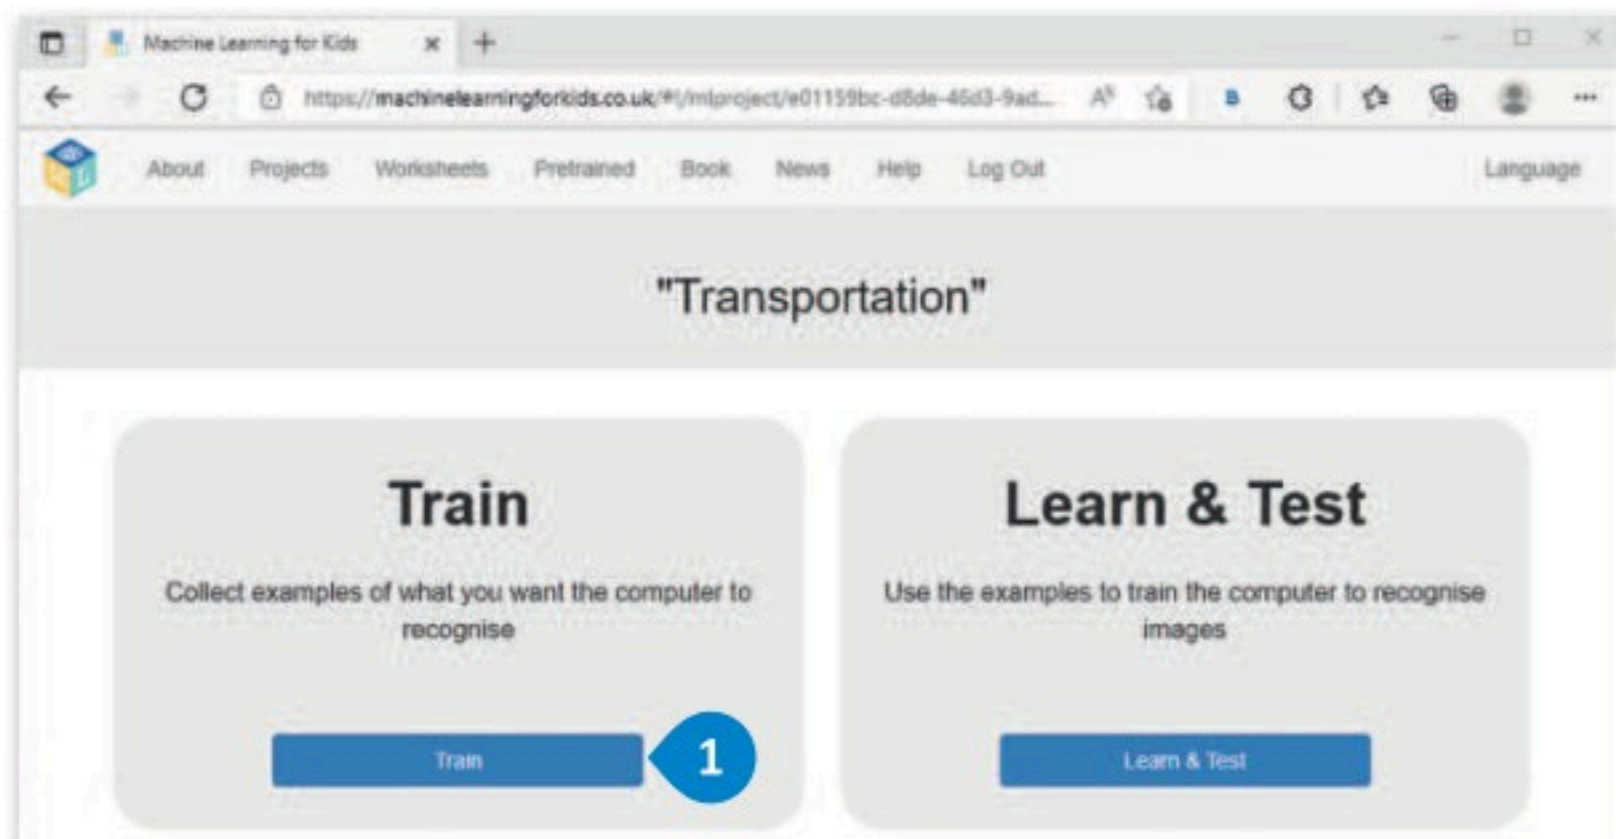 Machine Learning for Kids
https://machinelearningforkids.co.uk/#!/mlproject/e01159bc-d8de-46d3-9ad...
About Projects Worksheets Pretrained Book News Help Log Out Language
"Transportation"
Train
Collect examples of what you want the computer to
recognise
Train
1
Learn & Test
Use the examples to train the computer to recognise
images
Learn & Test